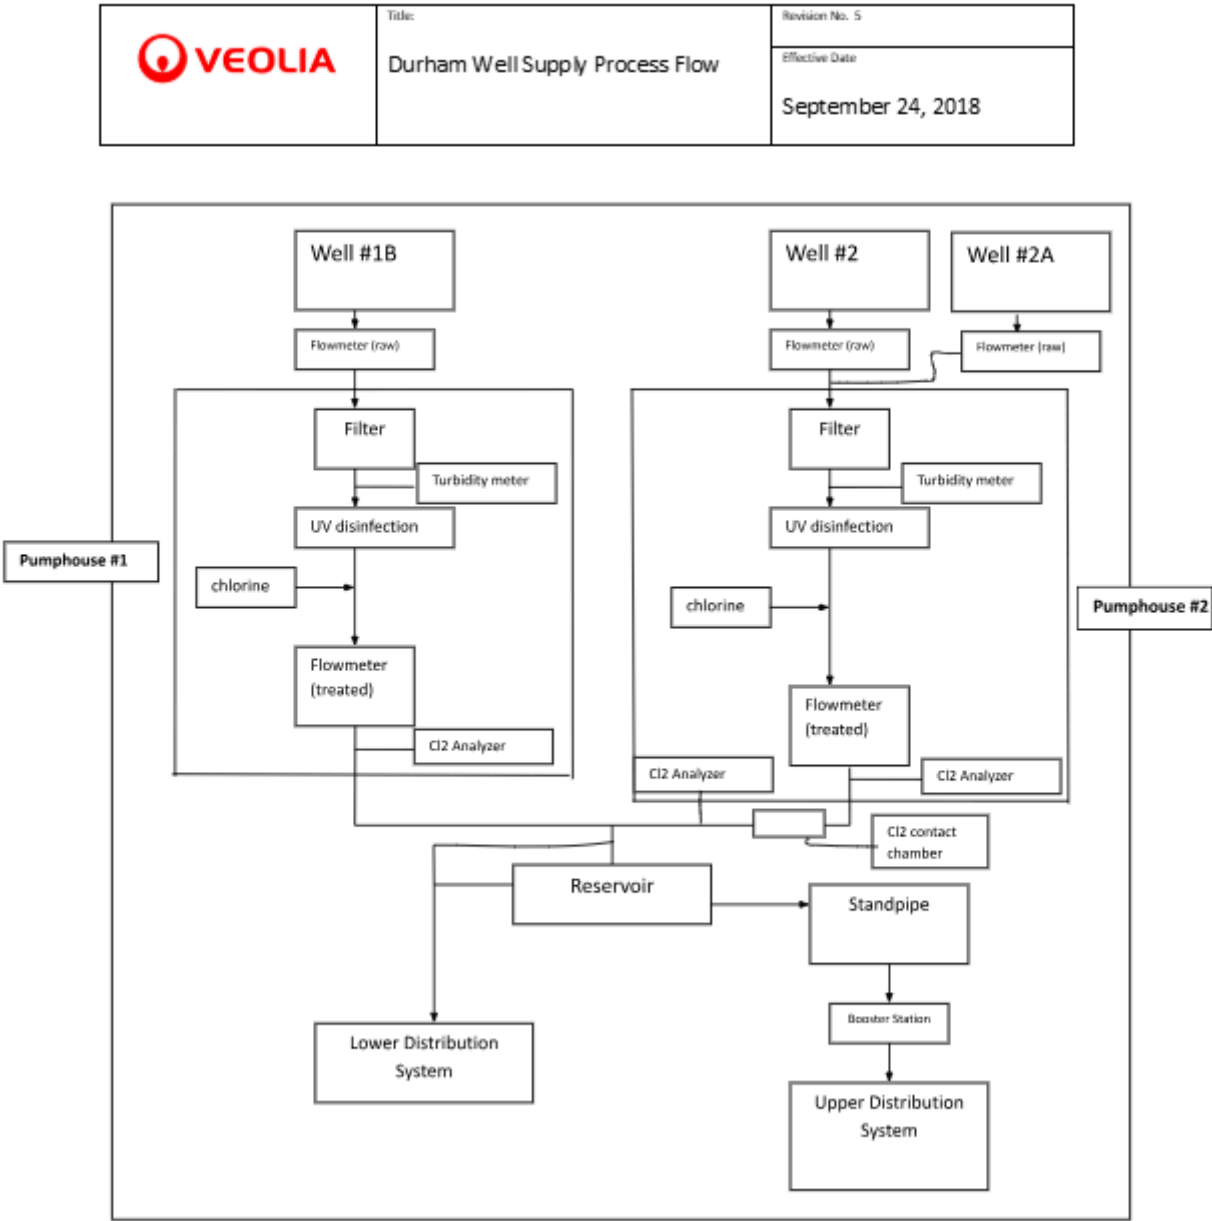 VEOLIA
Title:
Durham Well Supply Process Flow
Revision No. 5
Effective Date
September 24, 2018
Well #1B
Well #2
Well #2A
Flowmeter (raw)
Flowmeter (raw)
Flowmeter (raw)
Filter
Filter
Turbidity meter
Turbidity meter
UV disinfection
UV disinfection
Pumphouse #1
chlorine
chlorine
Pumphouse #2
Flowmeter
(treated)
Flowmeter
(treated)
Cl2 Analyzer
Cl2 Analyzer
Cl2 Analyzer
Cl2 contact
chamber
Reservoir
Standpipe
Booster Station
Lower Distribution
System
Upper Distribution
System